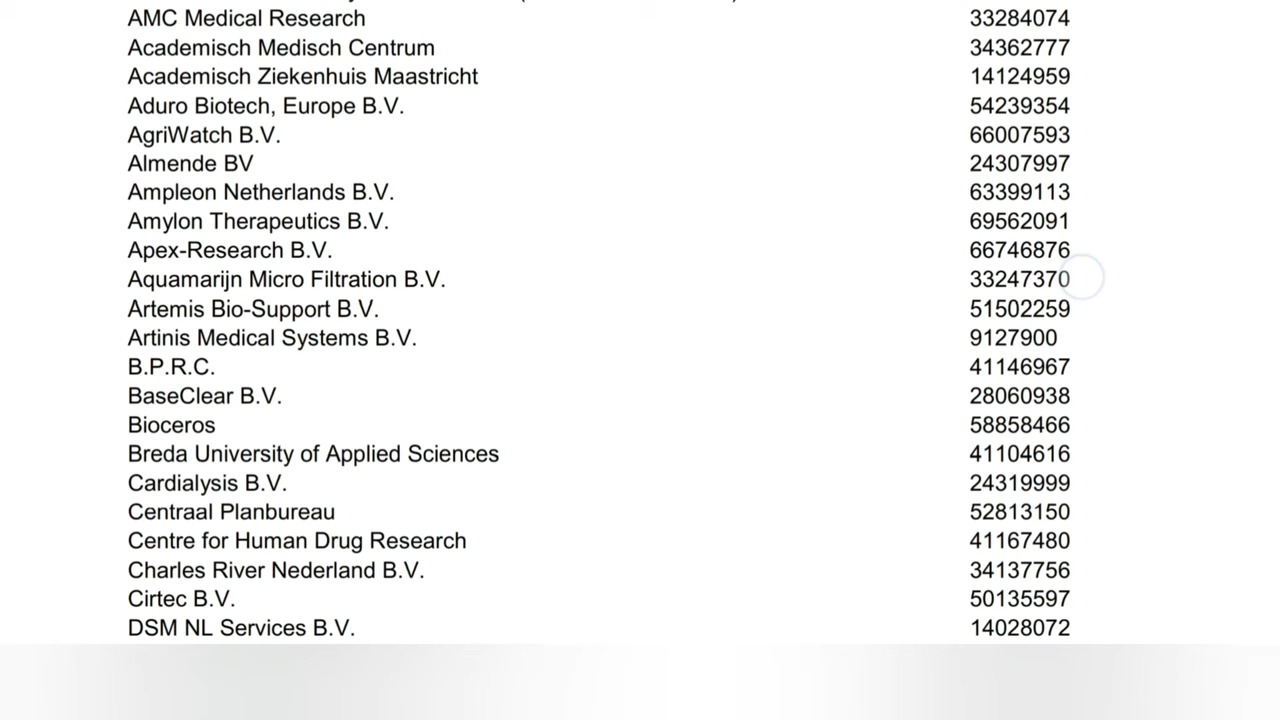 AMC Medical Research 33284074
Academisch Medisch Centrum 34362777
Academisch Ziekenhuis Maastricht 14124959
Aduro Biotech, Europe B.V. 54239354
AgriWatch B.V. 66007593
Almende BV 24307997
Ampleon Netherlands B.V. 63399113
Amylon Therapeutics B.V. 69562091
Apex-Research B.V. 66746876
Aquamarijn Micro Filtration B.V. 33247370
Artemis Bio-Support B.V. 51502259
Artinis Medical Systems B.V. 9127900
B.P.R.C. 41146967
BaseClear B.V. 28060938
Bioceros 58858466
Breda University of Applied Sciences 41104616
Cardialysis B.V. 24319999
Centraal Planbureau 52813150
Centre for Human Drug Research 41167480
Charles River Nederland B.V. 34137756
Cirtec B.V. 50135597
DSM NL Services B.V. 14028072